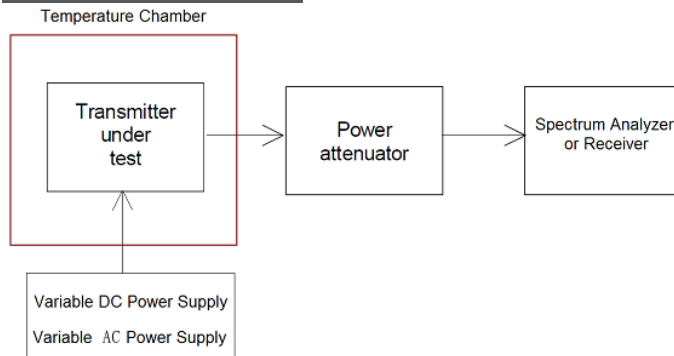 Temperature Chamber
Transmitter
under
test
Power
attenuator
Spectrum Analyzer
or Receiver
Variable DC Power Supply
Variable AC Power Supply